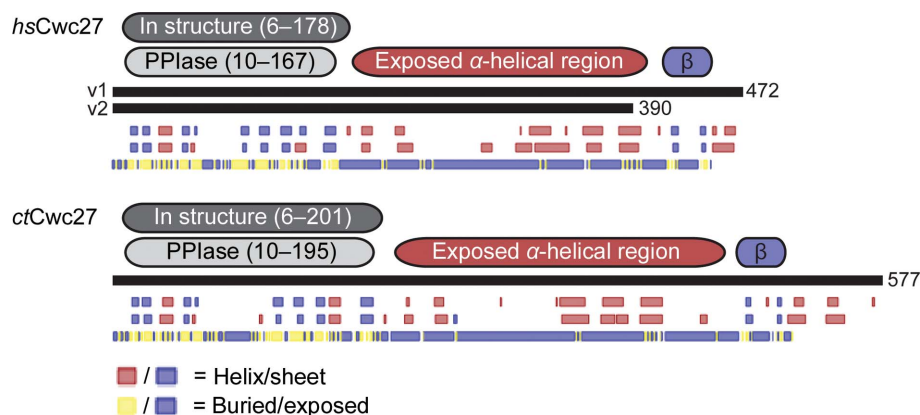 hsCwc27
In structure (6–178)
PPIase (10–167)
Exposed α-helical region
β
v1
472
v2
390
ctCwc27
In structure (6–201)
PPIase (10–195)
Exposed α-helical region
β
577
/ = Helix/sheet
/ = Buried/exposed